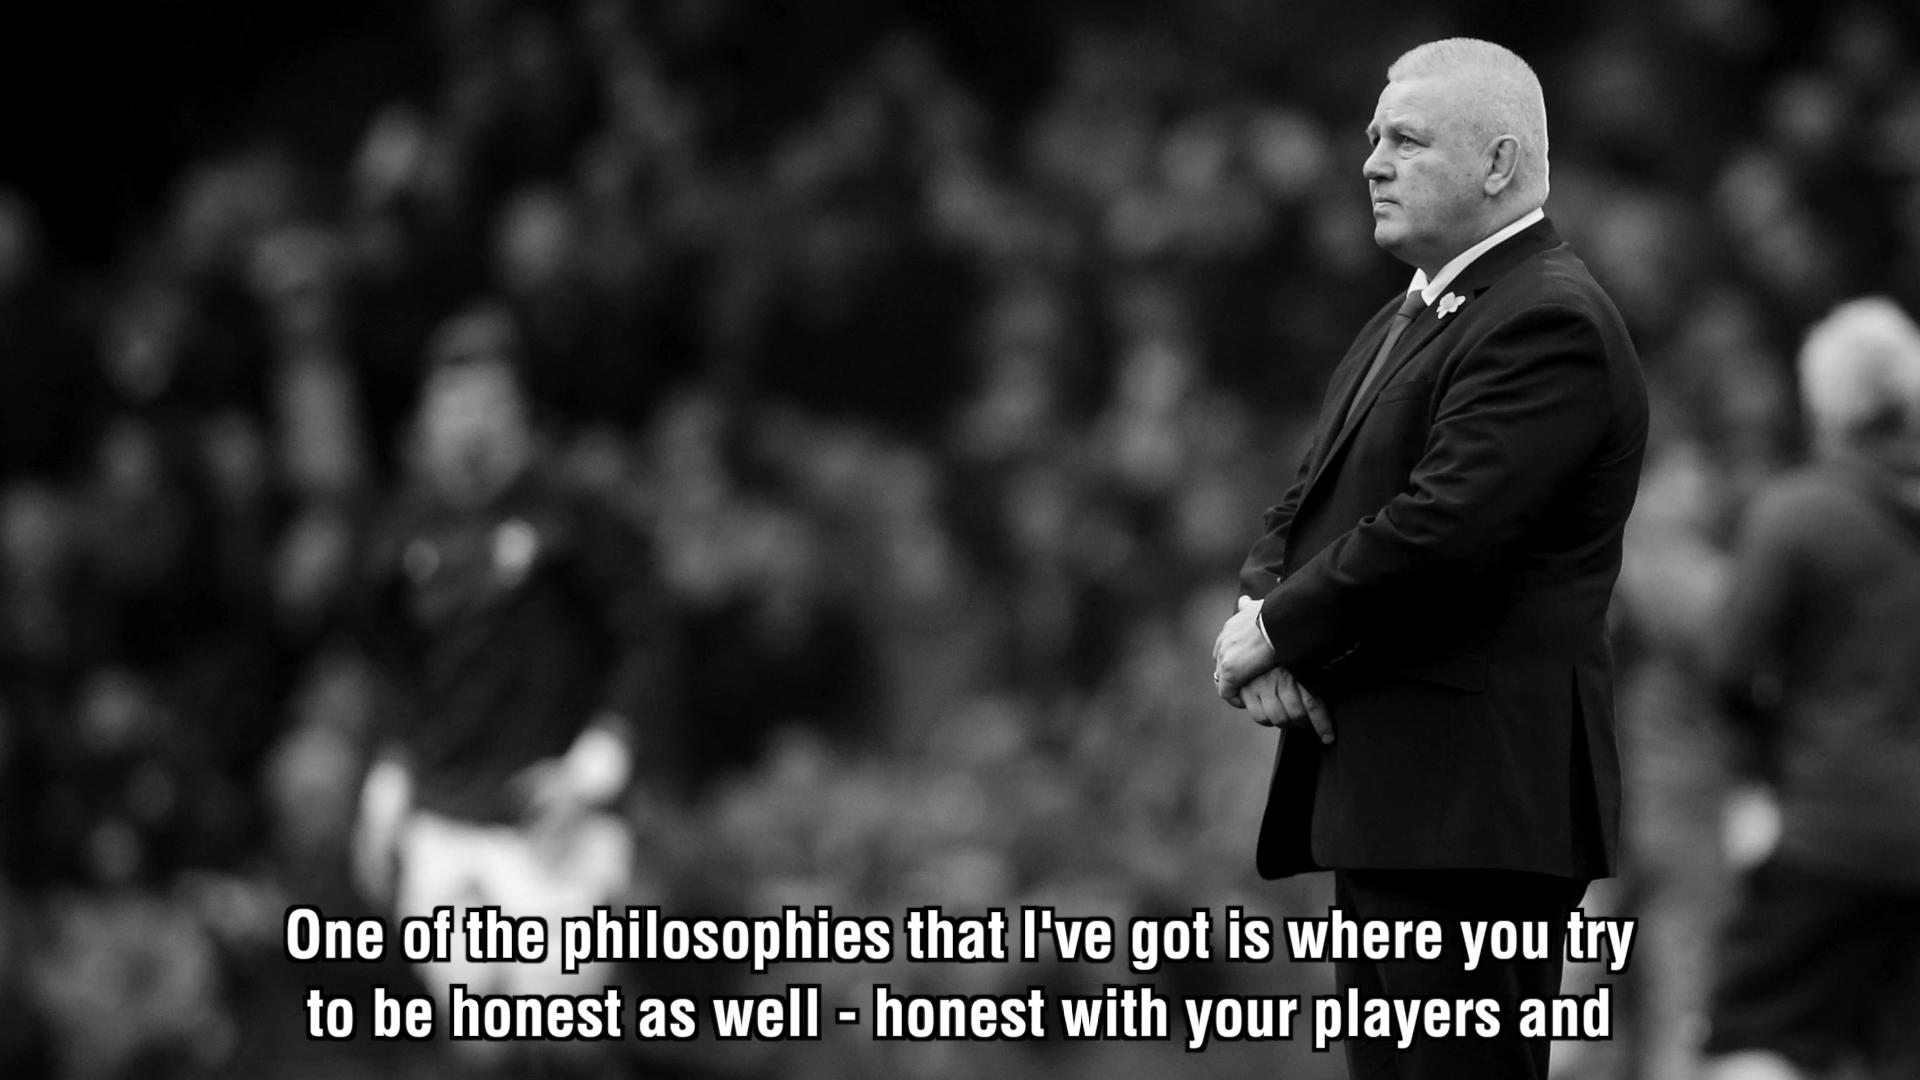 One of the philosophies that I've got is where you try
to be honest as well - honest with your players and